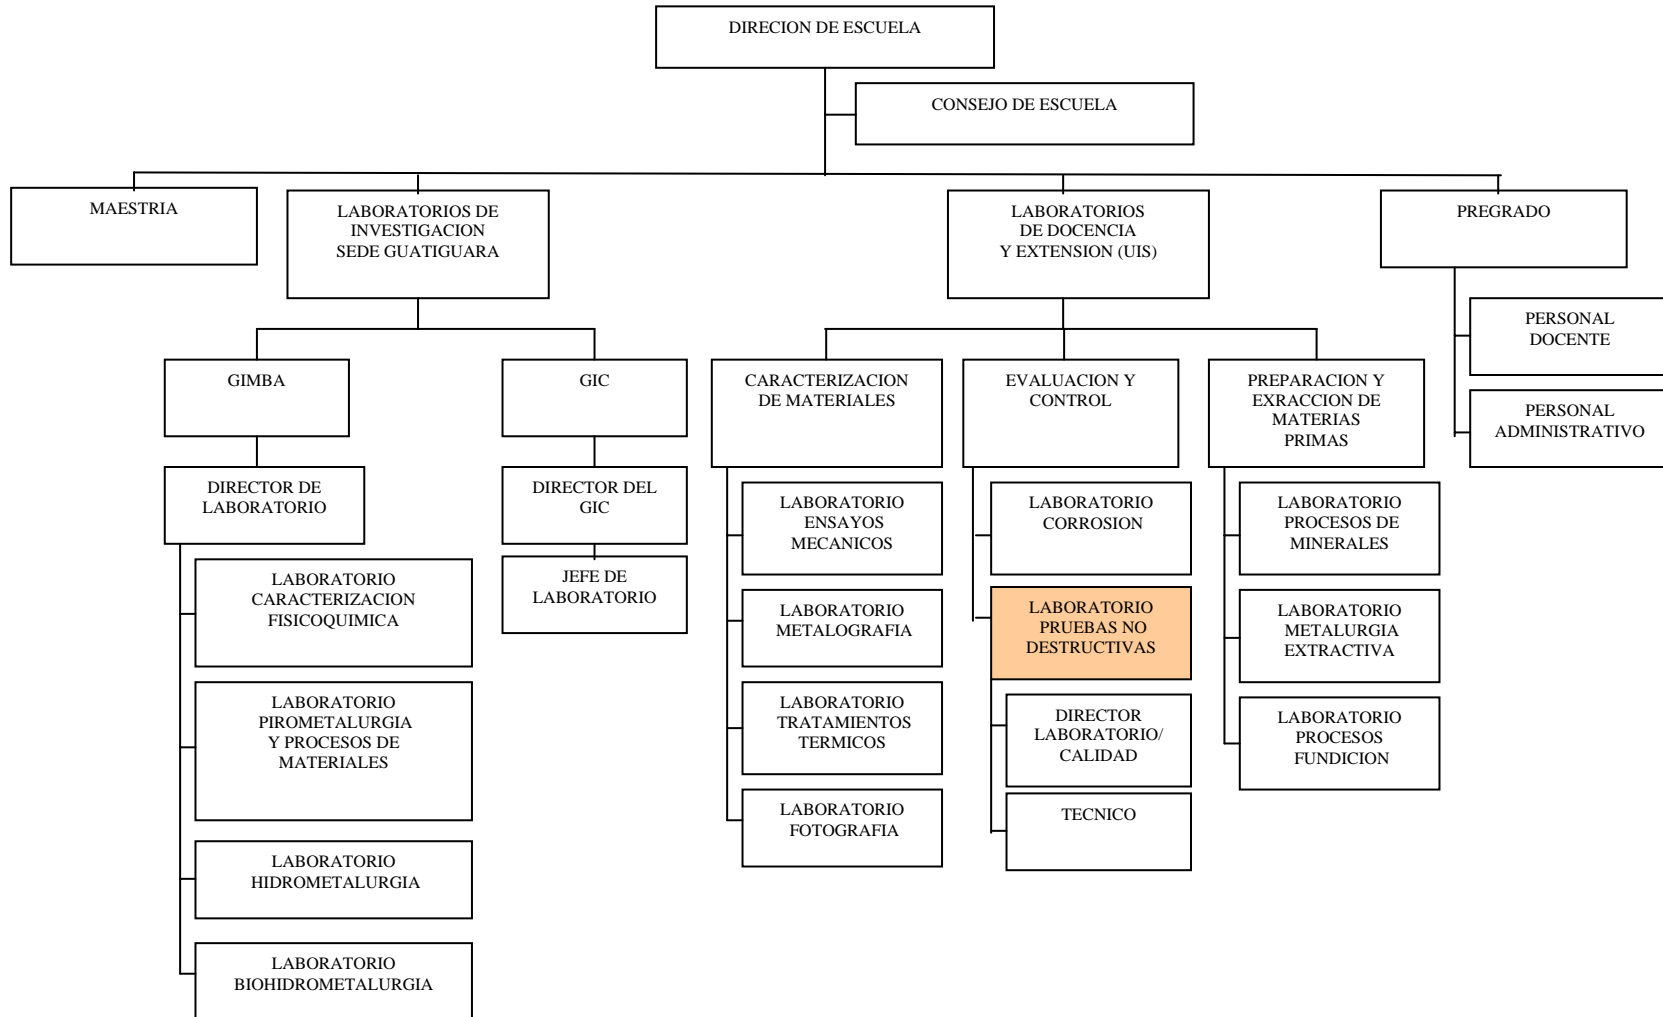 DIRECION DE ESCUELA
CONSEJO DE ESCUELA
MAESTRIA
LABORATORIOS DE
INVESTIGACION
SEDE GUATIGUARA
LABORATORIOS
DE DOCENCIA
Y EXTENSION (UIS)
PREGRADO
PERSONAL
DOCENTE
PERSONAL
ADMINISTRATIVO
GIMBA
GIC
CARACTERIZACION
DE MATERIALES
EVALUACION Y
CONTROL
PREPARACION Y
EXRACCION DE
MATERIAS
PRIMAS
DIRECTOR DE
LABORATORIO
DIRECTOR DEL
GIC
JEFE DE
LABORATORIO
LABORATORIO
CARACTERIZACION
FISICOQUIMICA
LABORATORIO
PIROMETALURGIA
Y PROCESOS DE
MATERIALES
LABORATORIO
HIDROMETALURGIA
LABORATORIO
BIOHIDROMETALURGIA
LABORATORIO
ENSAYOS
MECANICOS
LABORATORIO
METALOGRAFIA
LABORATORIO
TRATAMIENTOS
TERMICOS
LABORATORIO
FOTOGRAFIA
LABORATORIO
CORROSION
LABORATORIO
PRUEBAS NO
DESTRUCTIVAS
DIRECTOR
LABORATORIO/
CALIDAD
TECNICO
LABORATORIO
PROCESOS DE
MINERALES
LABORATORIO
METALURGIA
EXTRACTIVA
LABORATORIO
PROCESOS
FUNDICION